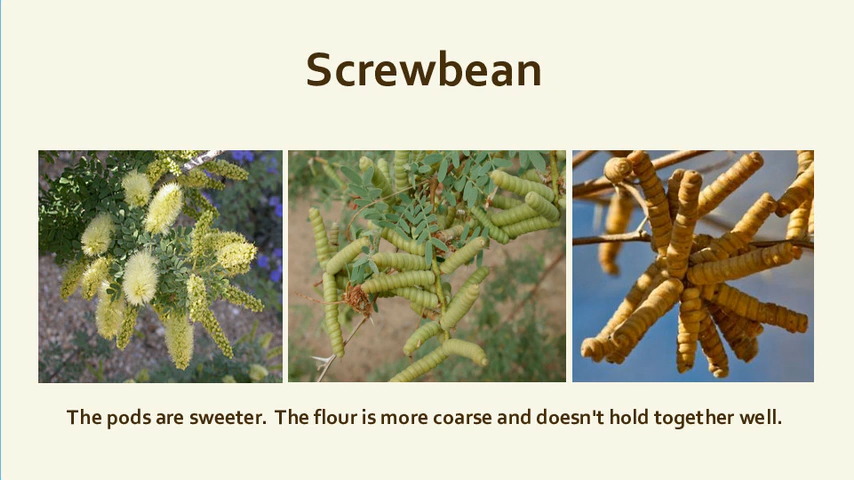 Screwbean
The pods are sweeter. The flour is more coarse and doesn't hold together well.